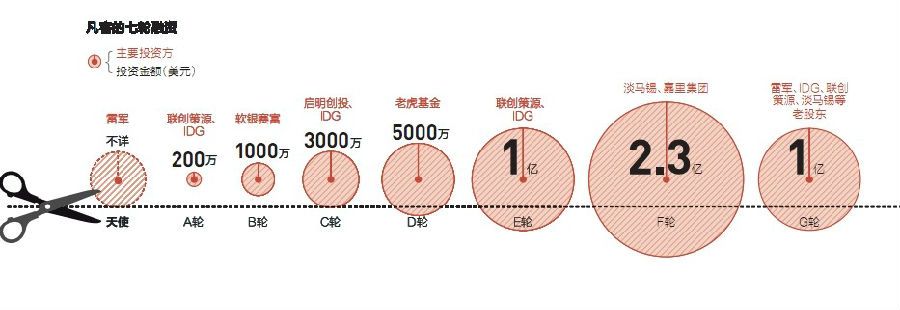 凡客的七轮融资
主要投资方
投资金额(美元)
雷军
不详
天使
联创策源、
IDG
200万
A轮
软银赛富
1000万
B轮
启明创投、
IDG
3000万
C轮
老虎基金
5000万
D轮
联创策源、
IDG
1亿
E轮
淡马锡、嘉里集团
2.3亿
F轮
雷军、IDG、联创
策源、淡马锡等
老股东
1亿
G轮